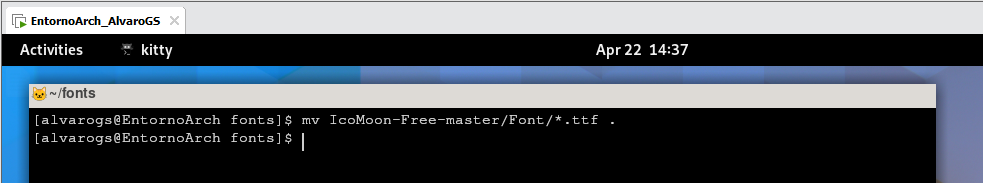 EntornoArch_AlvaroGS
Activities kitty Apr 22 14:37
~/fonts
[alvarogs@EntornoArch fonts]$ mv IcoMoon-Free-master/Font/*.ttf .
[alvarogs@EntornoArch fonts]$